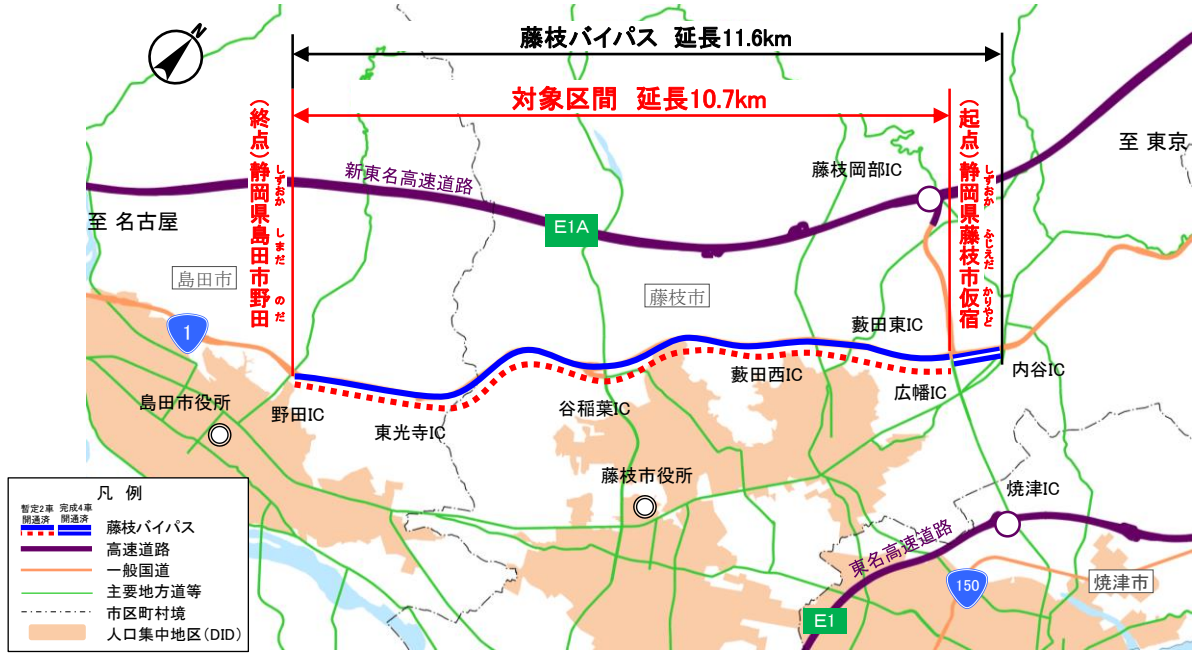 N
藤枝バイパス 延長11.6km
対象区間 延長10.7km
(終点)静岡県島田市野田
しずおか しまだ のだ
(起点)静岡県藤枝市仮宿
しずおか ふじえだ かりやど
至 東京
藤枝岡部IC
新東名高速道路
至 名古屋
E1A
島田市
藤枝市
1
藪田東IC
内谷IC
藪田西IC
広幡IC
島田市役所
野田IC
谷稲葉IC
東光寺IC
藤枝市役所
焼津IC
東名高速道路
150
焼津市
E1
凡 例
暫定2車 完成4車
開通済 開通済
藤枝バイパス
高速道路
一般国道
主要地方道等
市区町村境
人口集中地区(DID)